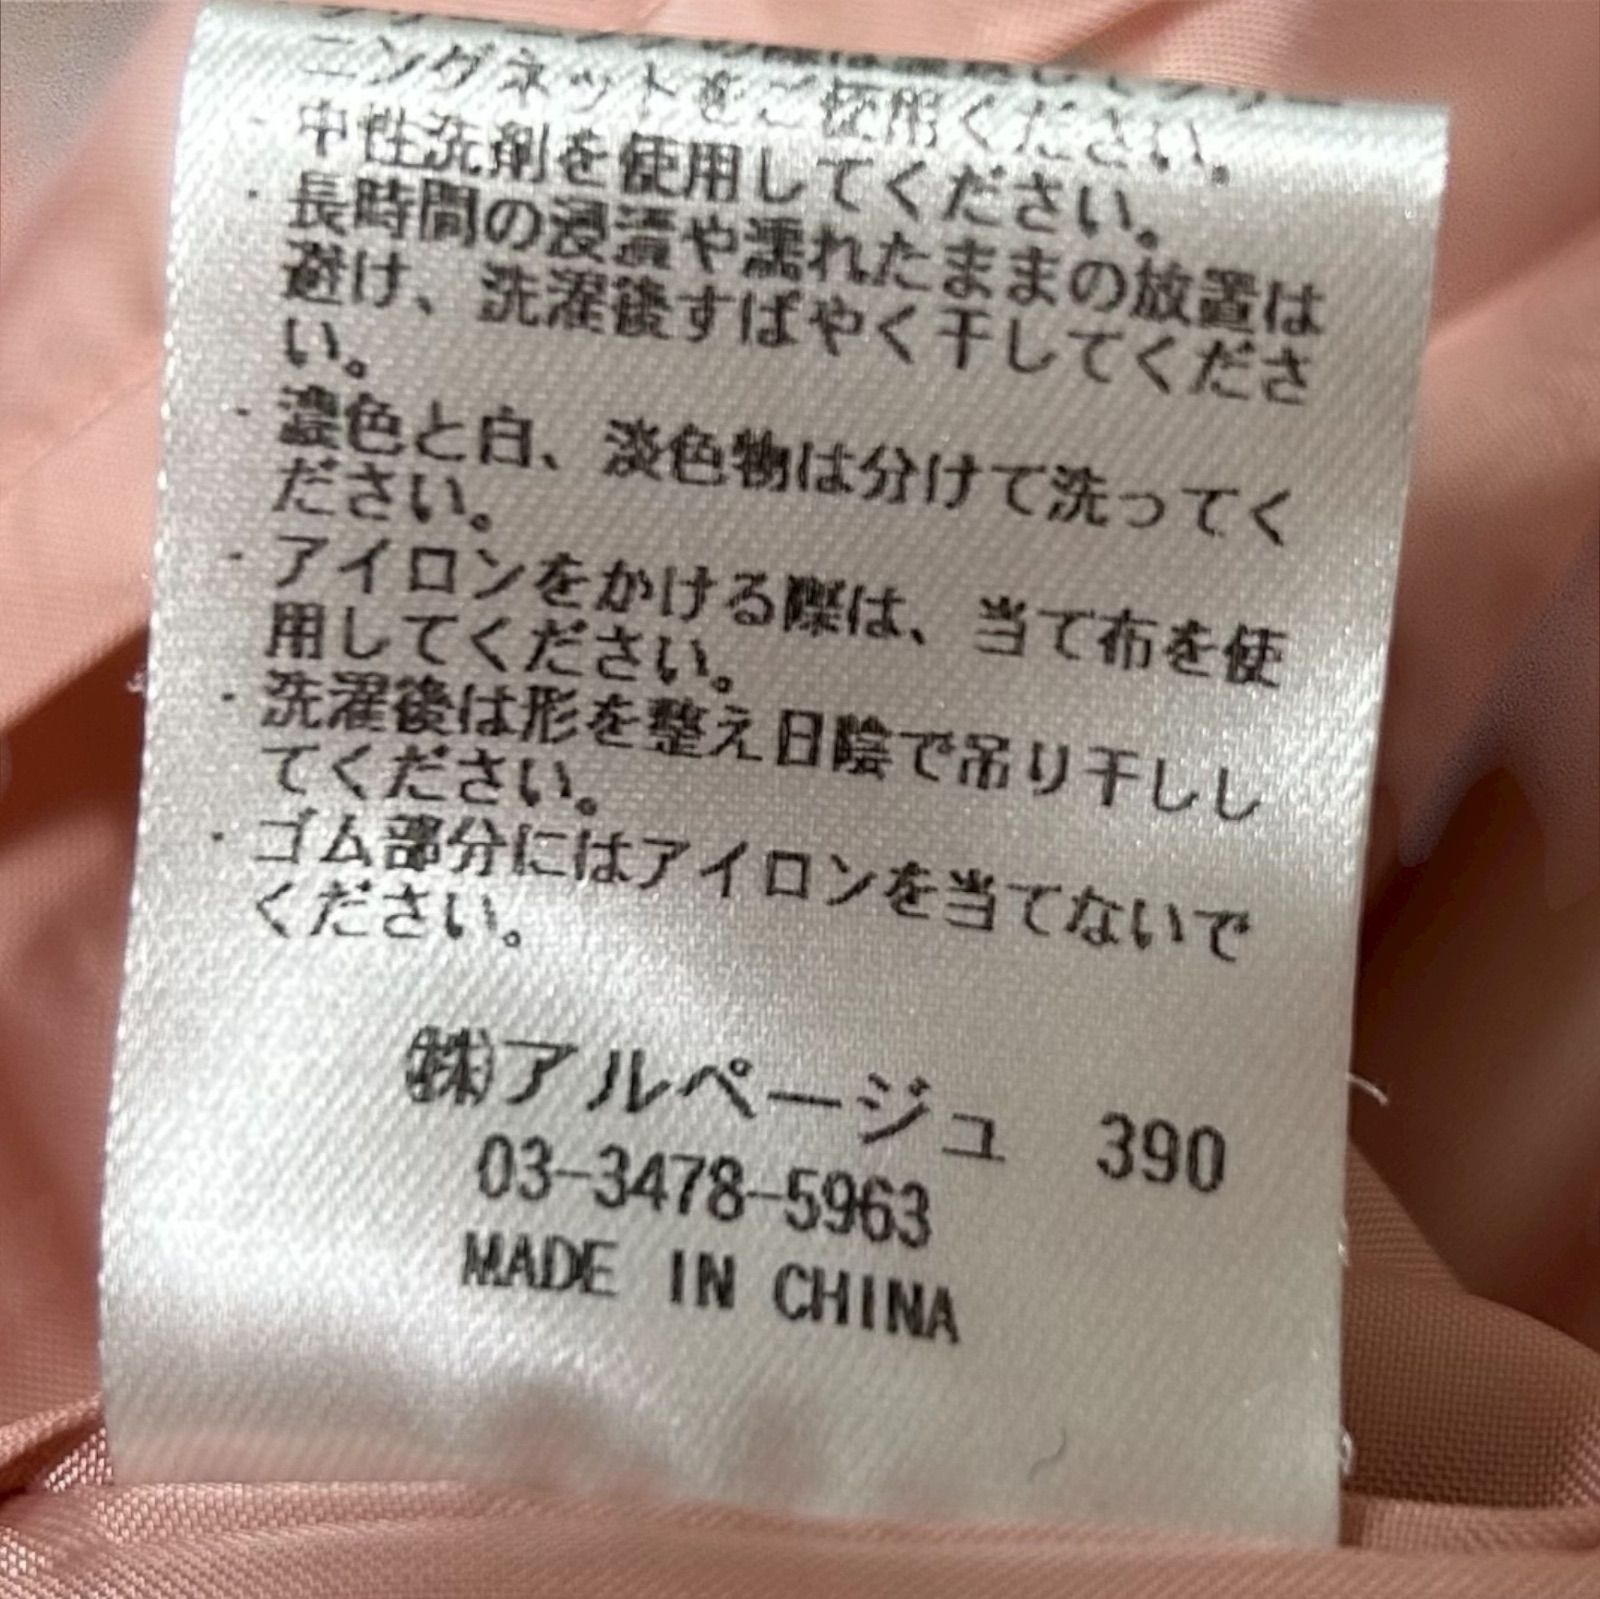 ニングネットをご使用ください。
・中性洗剤を使用してください。
・長時間の浸漬や濡れたままの放置は
避け、洗濯後すばやく干してくださ
い。
・濃色と白、淡色物は分けて洗ってく
ださい。
・アイロンをかける際は、当て布を使
用してください。
・洗濯後は形を整え日陰で吊り干しし
てください。
・ゴム部分にはアイロンを当てないで
ください。
㈱アルページュ 390
03-3478-5963
MADE IN CHINA